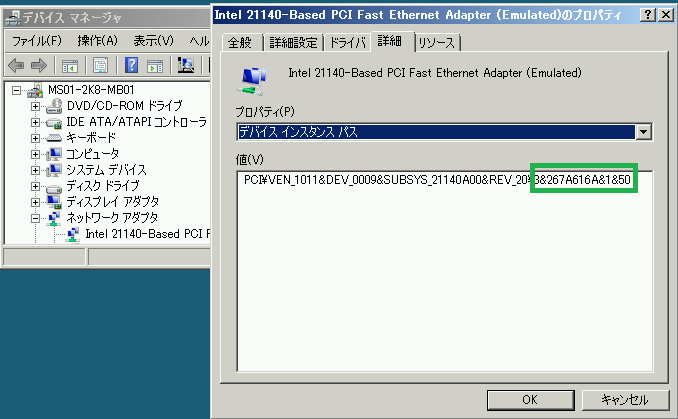 デバイス マネージャ
ファイル(F) 操作(A) 表示(V) ヘル
MS01-2K8-MB01
DVD/CD-ROM ドライブ
IDE ATA/ATAPI コントローラ
キーボード
コンピュータ
システム デバイス
ディスク ドライブ
ディスプレイ アダプタ
ネットワーク アダプタ
Intel 21140-Based PCI F
Intel 21140-Based PCI Fast Ethernet Adapter (Emulated)のプロパティ
全般 詳細設定 ドライバ 詳細 リソース
Intel 21140-Based PCI Fast Ethernet Adapter (Emulated)
プロパティ(P)
デバイス インスタンス パス
値(V)
PCI¥VEN_1011&DEV_0009&SUBSYS_21140A00&REV_20¥3&267A616A&1&50
OK キャンセル